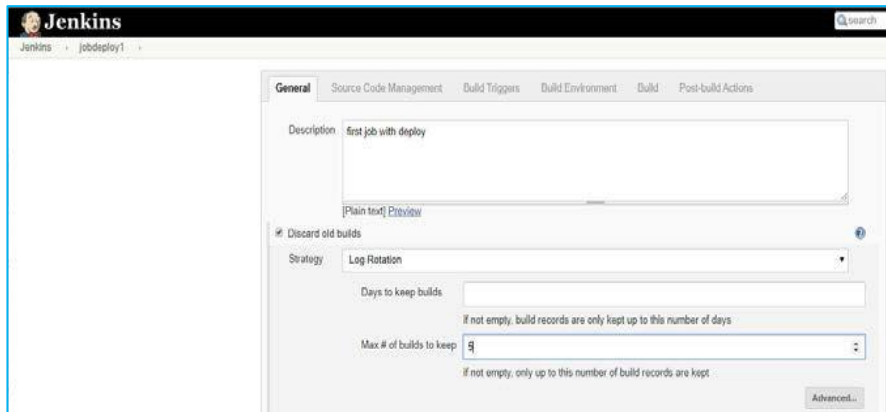 Jenkins
search
Jenkins › jobdeploy1 ›
General Source Code Management Build Triggers Build Environment Build Post-build Actions
Description first job with deploy
[Plain text] Preview
Discard old builds
Strategy Log Rotation
Days to keep builds
If not empty, build records are only kept up to this number of days
Max # of builds to keep 5
If not empty, only up to this number of build records are kept
Advanced...